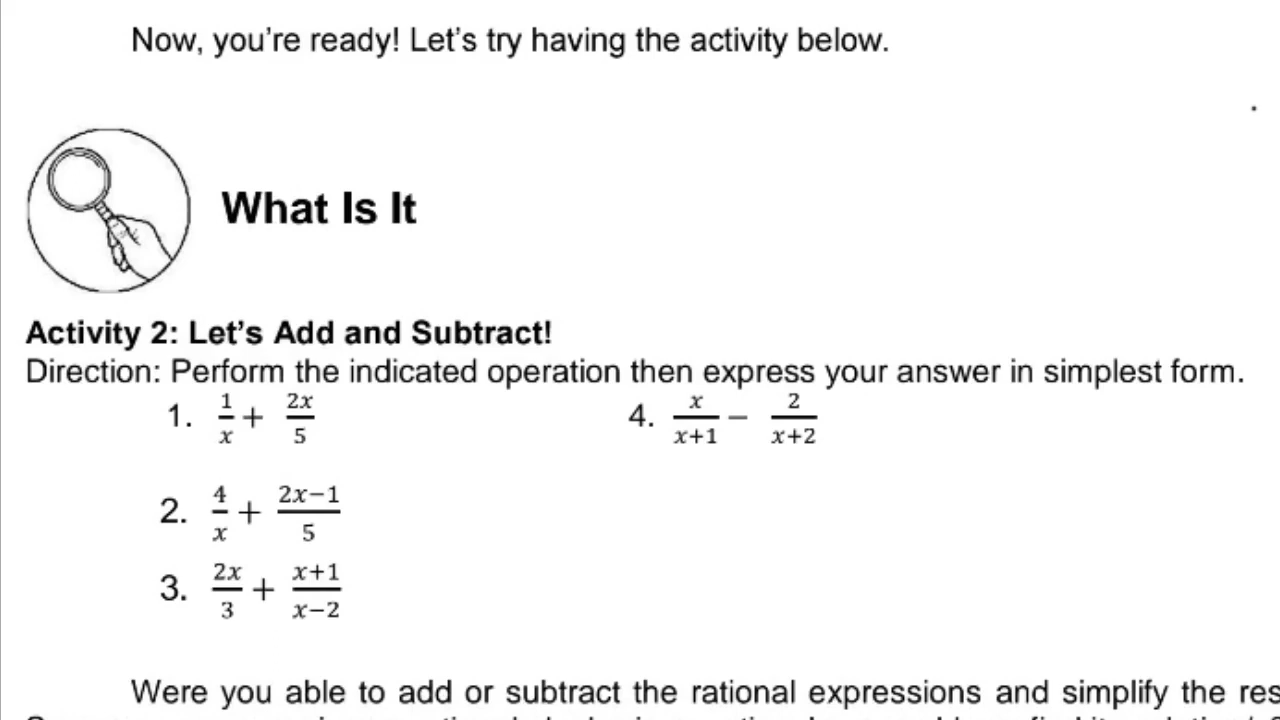 Now, you're ready! Let's try having the activity below.
What Is It
Activity 2: Let's Add and Subtract!
Direction: Perform the indicated operation then express your answer in simplest form.
1. 1/x + 2x/5
4. x/x+1 − 2/x+2
2. 4/x + 2x−1/5
3. 2x/3 + x+1/x−2
Were you able to add or subtract the rational expressions and simplify the res